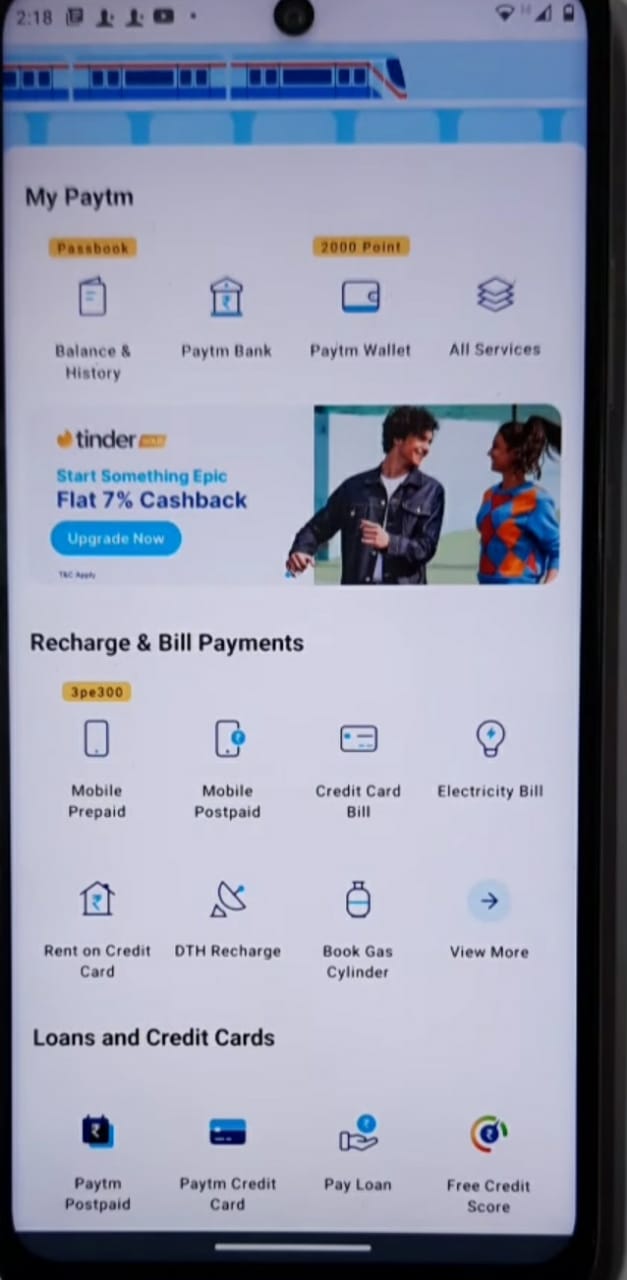 2:18
My Paytm
Passbook
2000 Point
Balance &
History
Paytm Bank
Paytm Wallet
All Services
tinder
Start Something Epic
Flat 7% Cashback
Upgrade Now
T&C Apply
Recharge & Bill Payments
3pe300
Mobile
Prepaid
Mobile
Postpaid
Credit Card
Bill
Electricity Bill
Rent on Credit
Card
DTH Recharge
Book Gas
Cylinder
View More
Loans and Credit Cards
Paytm
Postpaid
Paytm Credit
Card
Pay Loan
Free Credit
Score